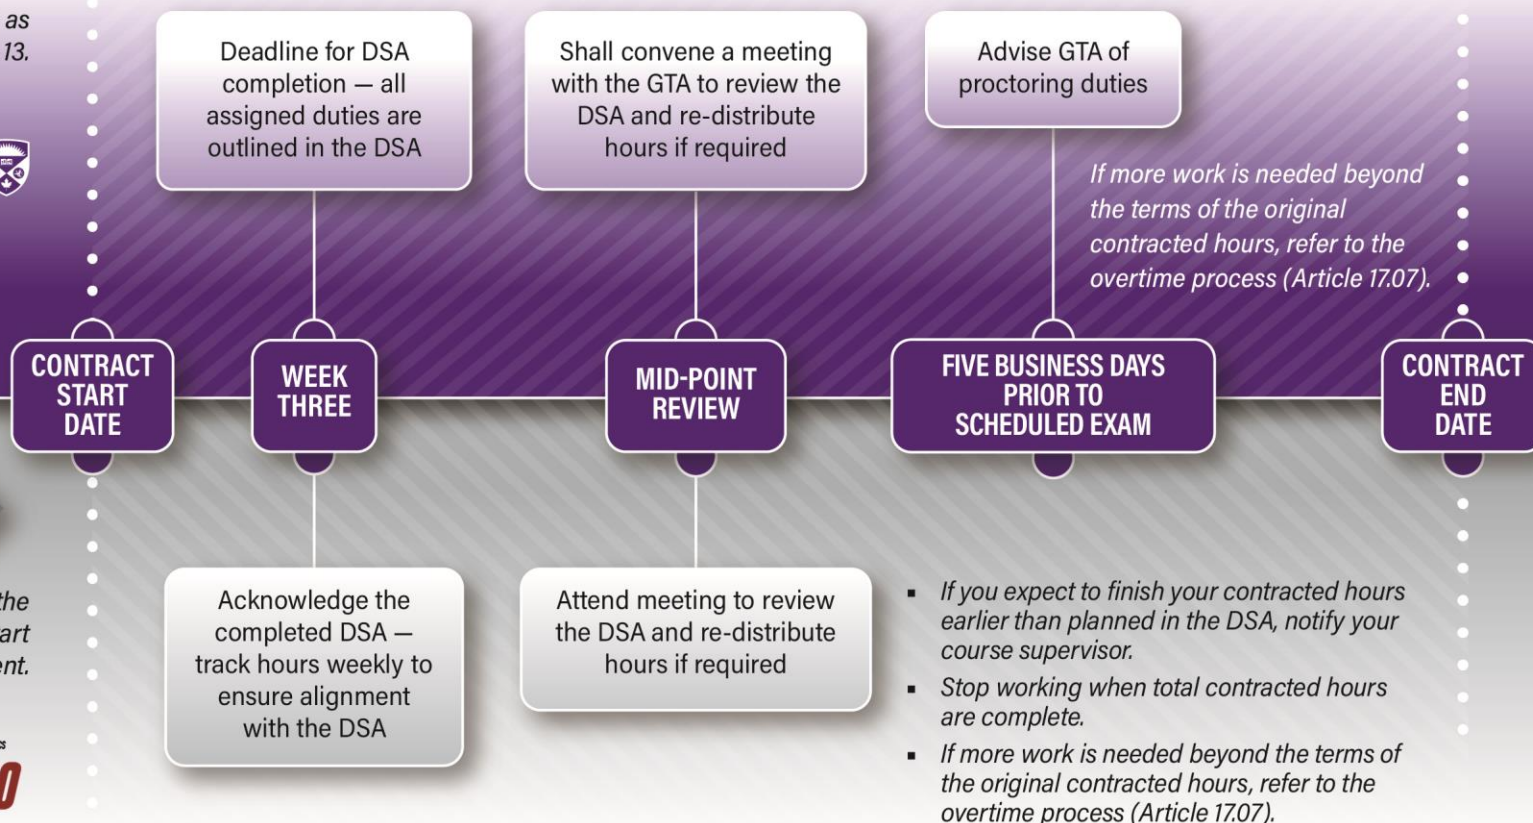 as
13.
Deadline for DSA
completion — all
assigned duties are
outlined in the DSA
Shall convene a meeting
with the GTA to review the
DSA and re-distribute
hours if required
Advise GTA of
proctoring duties
If more work is needed beyond
the terms of the original
contracted hours, refer to the
overtime process (Article 17.07).
CONTRACT
START
DATE
WEEK
THREE
MID-POINT
REVIEW
FIVE BUSINESS DAYS
PRIOR TO
SCHEDULED EXAM
CONTRACT
END
DATE
Acknowledge the
completed DSA —
track hours weekly to
ensure alignment
with the DSA
Attend meeting to review
the DSA and re-distribute
hours if required
▪ If you expect to finish your contracted hours
earlier than planned in the DSA, notify your
course supervisor.
▪ Stop working when total contracted hours
are complete.
▪ If more work is needed beyond the terms of
the original contracted hours, refer to the
overtime process (Article 17.07).